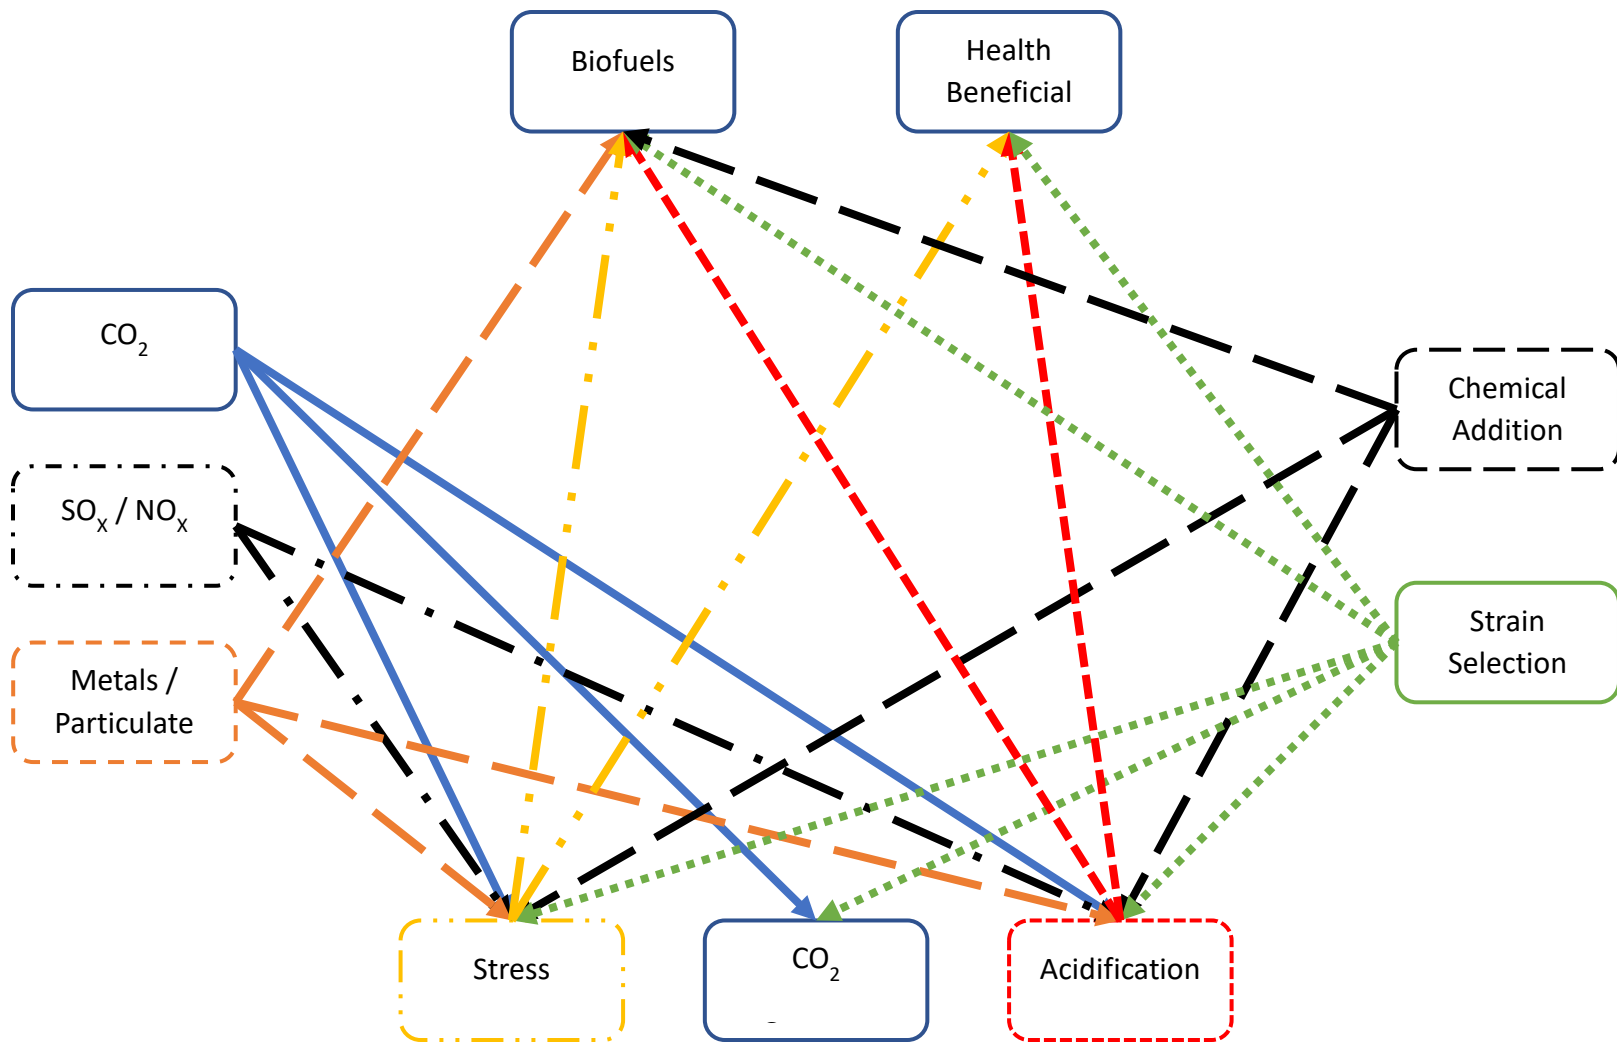 Biofuels
Health
Beneficial
CO₂
Chemical
Addition
SOₓ / NOₓ
Strain
Selection
Metals /
Particulate
Stress
CO₂
Acidification